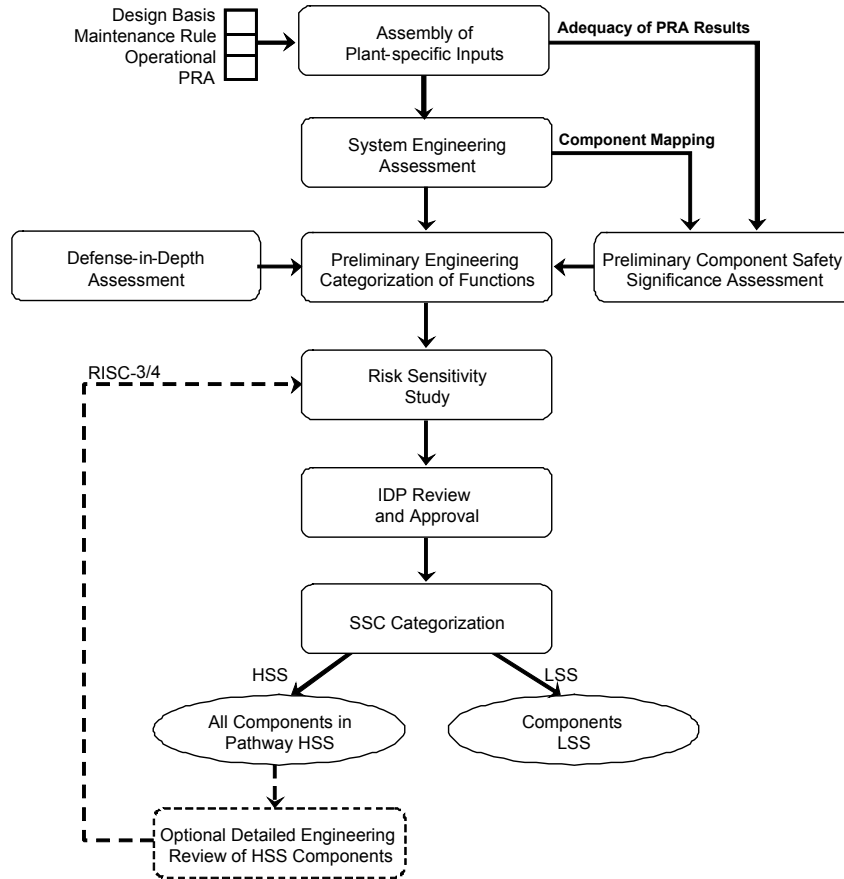 Design Basis
Maintenance Rule
Operational
PRA
Assembly of
Plant-specific Inputs
Adequacy of PRA Results
System Engineering
Assessment
Component Mapping
Defense-in-Depth
Assessment
Preliminary Engineering
Categorization of Functions
Preliminary Component Safety
Significance Assessment
RISC-3/4
Risk Sensitivity
Study
IDP Review
and Approval
SSC Categorization
HSS
LSS
All Components in
Pathway HSS
Components
LSS
Optional Detailed Engineering
Review of HSS Components